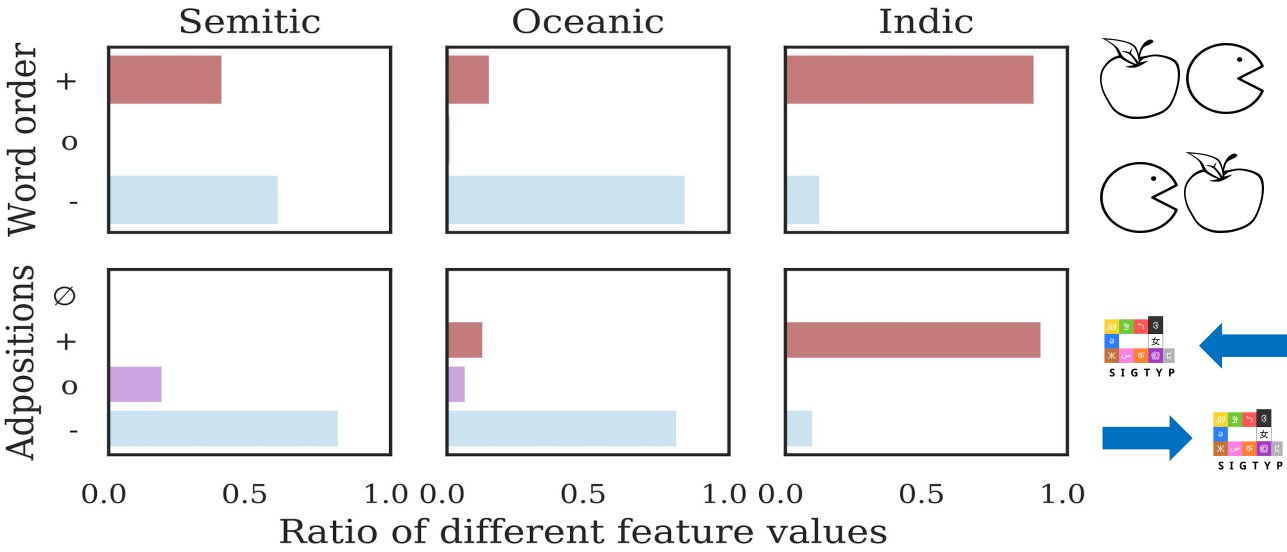 Semitic Oceanic Indic
Word order
+
o
-
Adpositions
∅
+
o
-
SIGTYP
SIGTYP
0.0 0.5 1.0 0.0 0.5 1.0 0.0 0.5 1.0
Ratio of different feature values